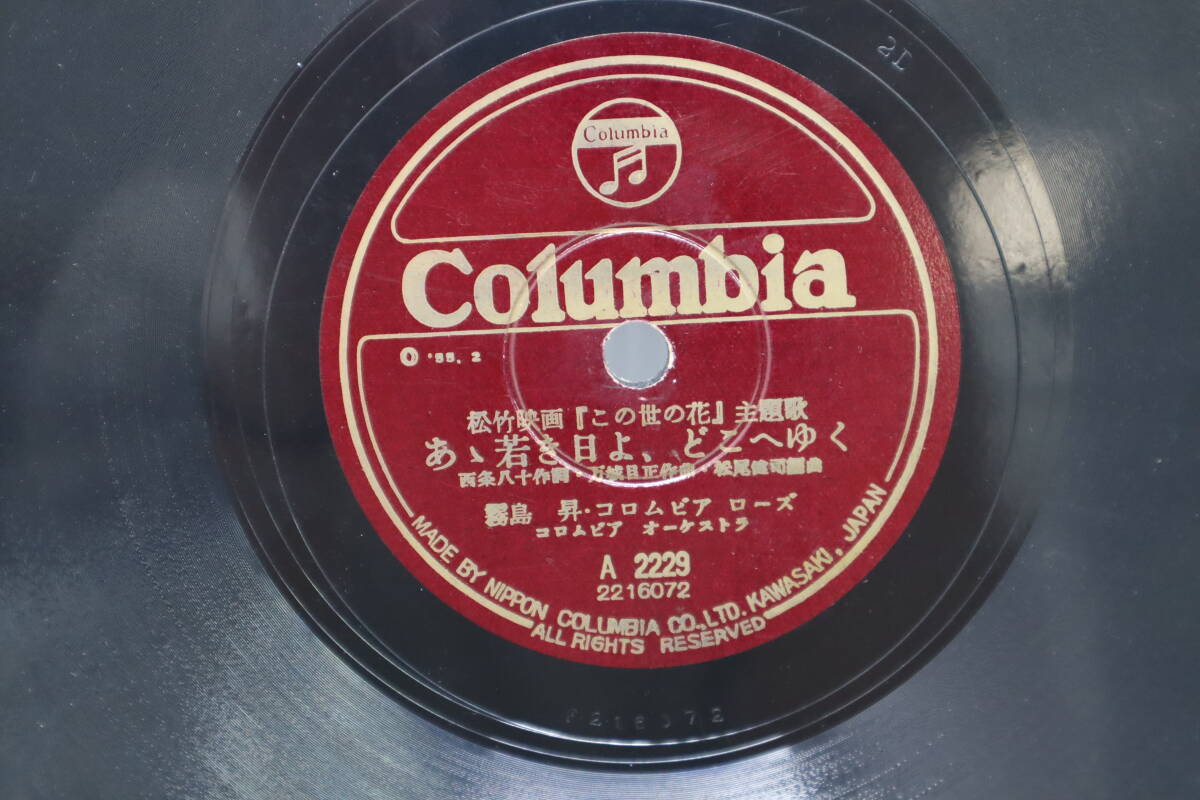 2D
Columbia
Columbia
'55. 2
松竹映画『この世の花』主題歌
あゝ若き日よ、どこへゆく
西条八十作詞・万城目正作曲・松尾健司編曲
霧島 昇・コロムビア ローズ
コロムビア オーケストラ
A 2229
2216072
MADE BY NIPPON COLUMBIA CO.,LTD. KAWASAKI, JAPAN
ALL RIGHTS RESERVED